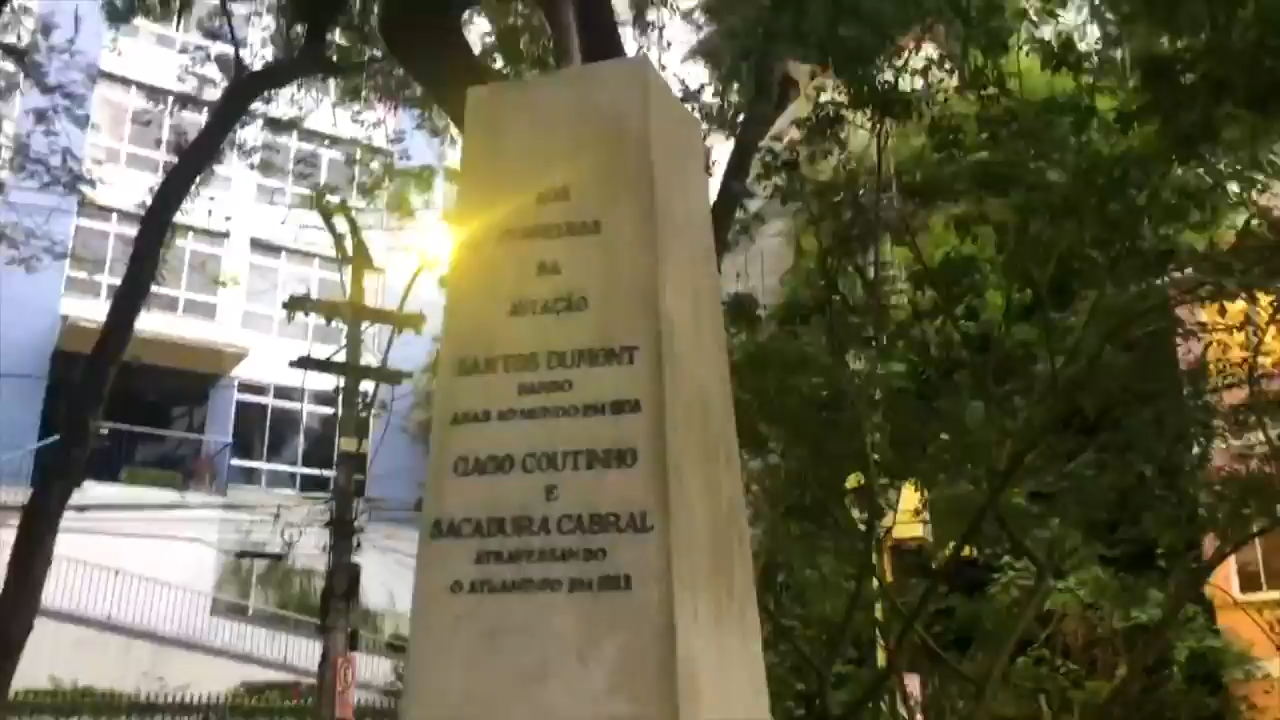 AOS
PIONEIROS
DA
AVIAÇÃO
SANTOS DUMONT
DANDO
ASAS AO MUNDO EM 1906
GAGO COUTINHO
E
SACADURA CABRAL
ATRAVESSANDO
O ATLANTICO EM 1922